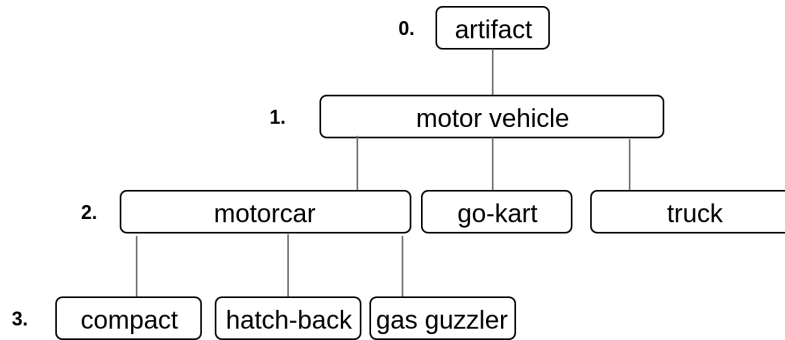 0. artifact
1. motor vehicle
2. motorcar go-kart truck
3. compact hatch-back gas guzzler